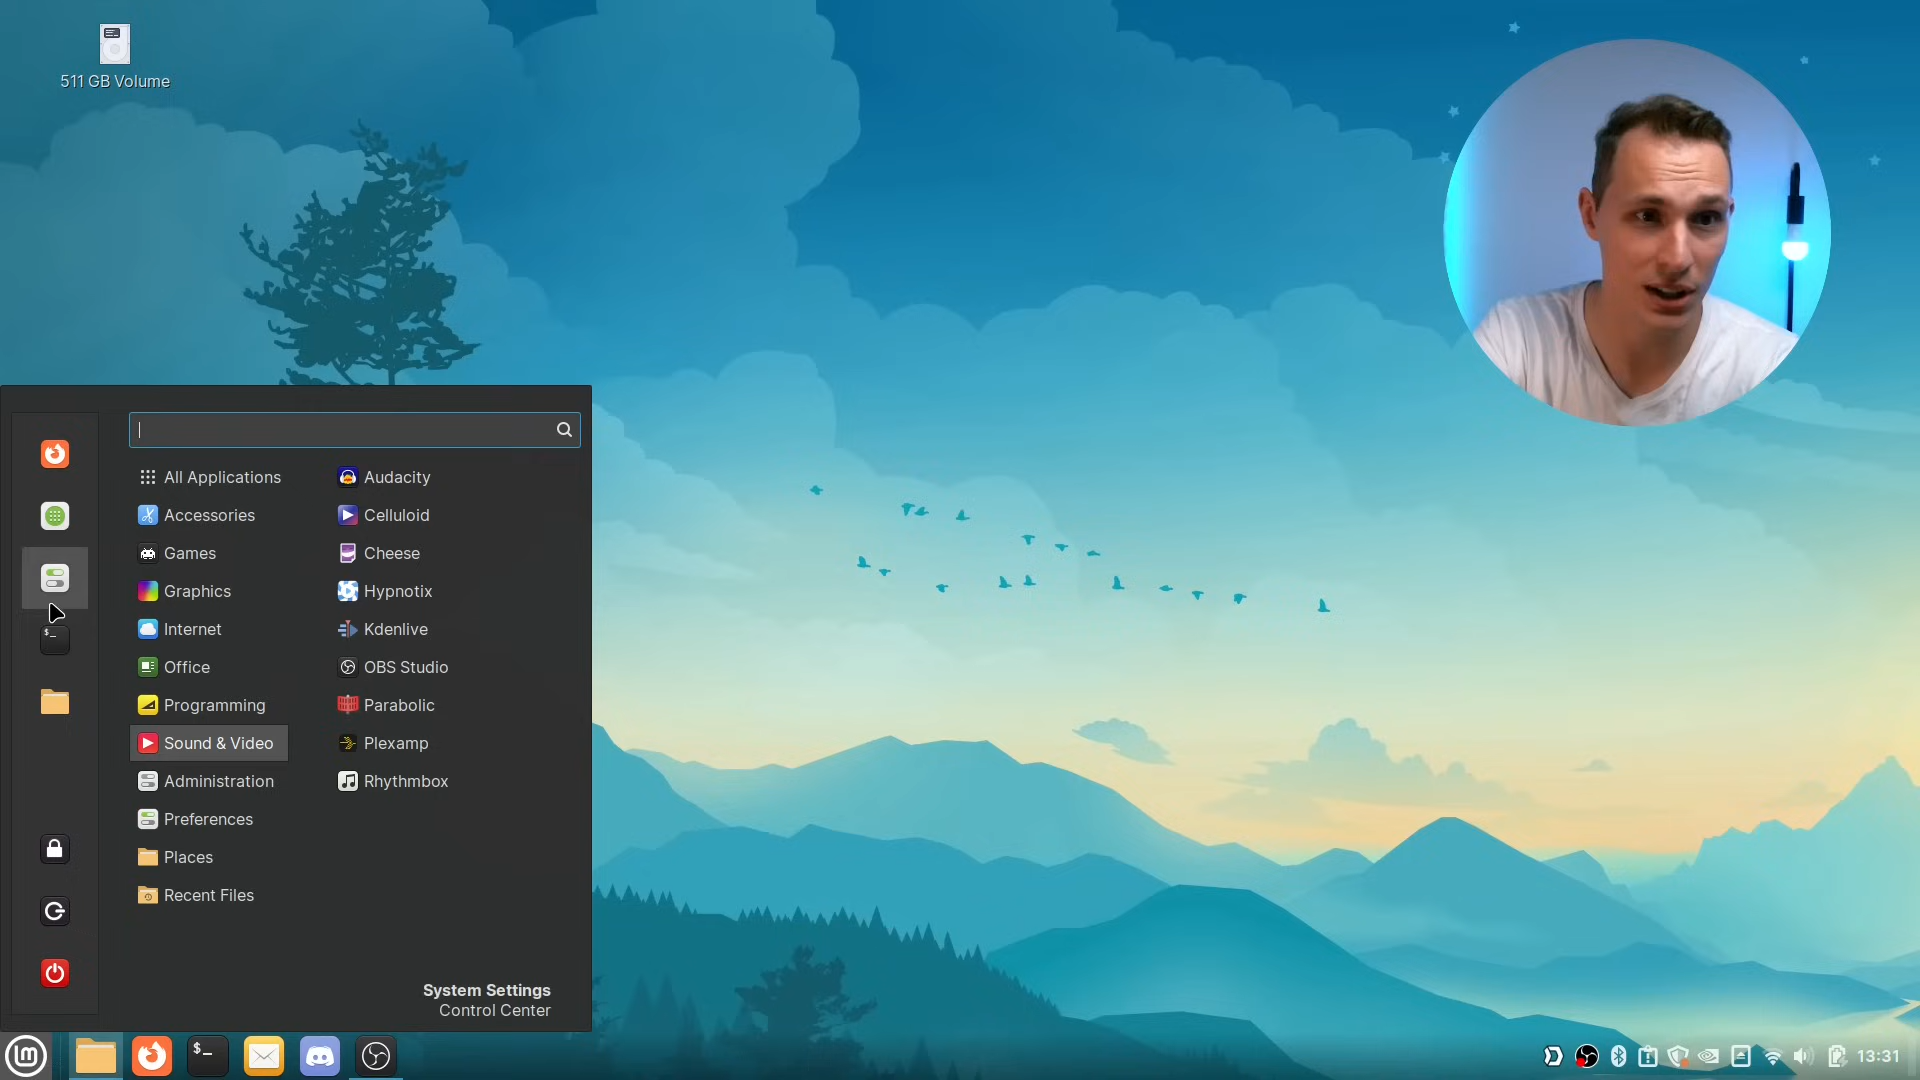 511 GB Volume
All Applications
Accessories
Games
Graphics
Internet
Office
Programming
Sound & Video
Administration
Preferences
Places
Recent Files
Audacity
Celluloid
Cheese
Hypnotix
Kdenlive
OBS Studio
Parabolic
Plexamp
Rhythmbox
System Settings
Control Center
13:31